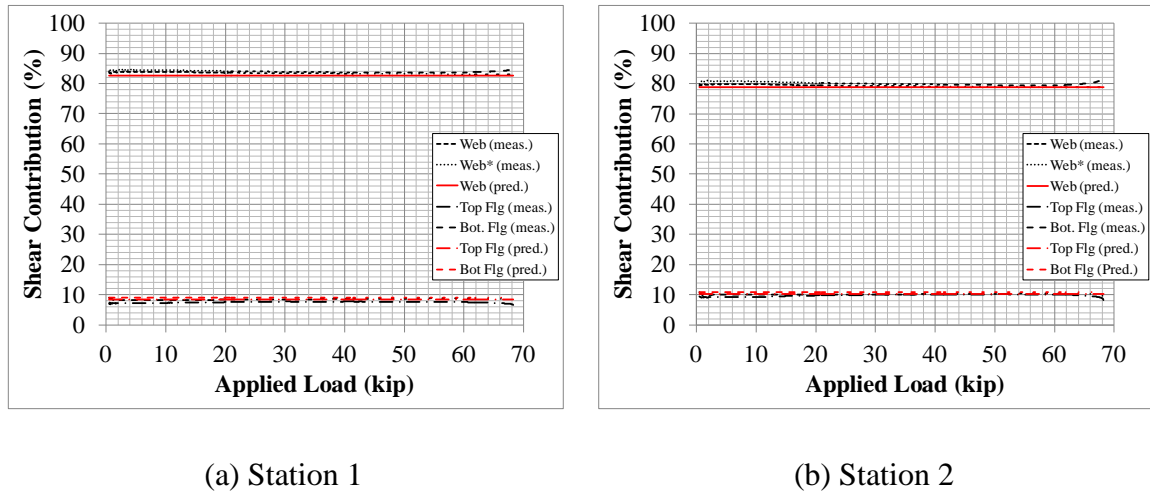 100
90
80
70
60
50
40
30
20
10
0
Shear Contribution (%)
Web (meas.)
Web* (meas.)
Web (pred.)
Top Flg (meas.)
Bot. Flg (meas.)
Top Flg (pred.)
Bot Flg (pred.)
0 10 20 30 40 50 60 70
Applied Load (kip)
(a) Station 1
100
90
80
70
60
50
40
30
20
10
0
Shear Contribution (%)
Web (meas.)
Web* (meas.)
Web (pred.)
Top Flg (meas.)
Bot. Flg (meas.)
Top Flg (pred.)
Bot Flg (Pred.)
0 10 20 30 40 50 60 70
Applied Load (kip)
(b) Station 2